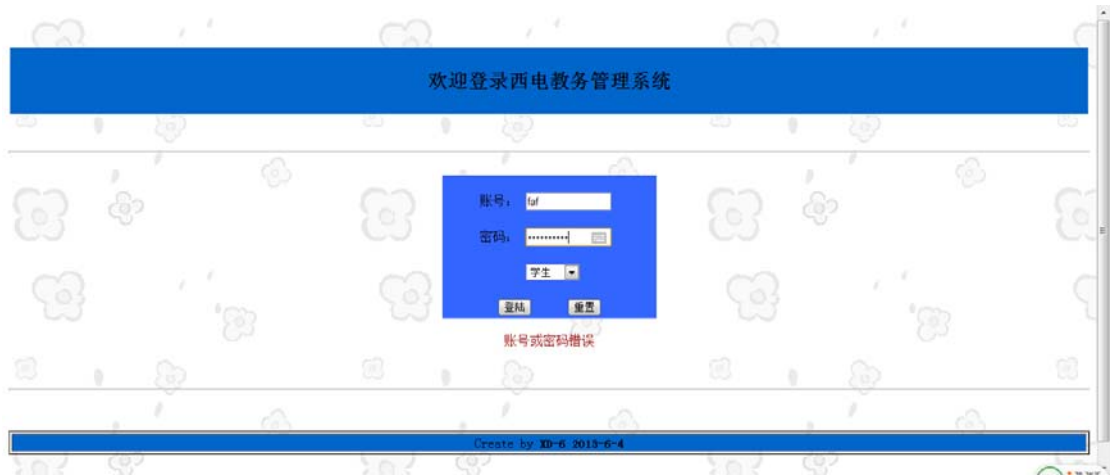 欢迎登录西电教务管理系统
账号： faf
密码： ••••••••••
学生
登陆 重置
账号或密码错误
Create by XD-6 2013-6-4